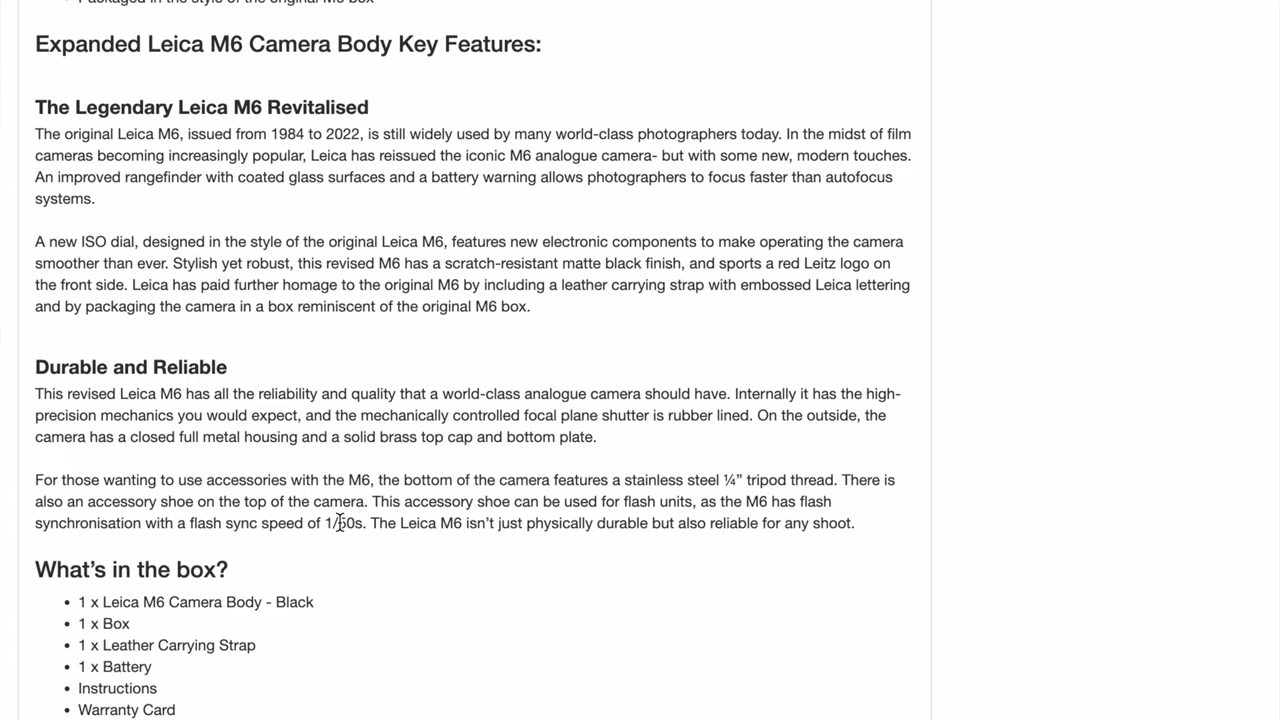 Packaged in the style of the original M6 box
Expanded Leica M6 Camera Body Key Features:
The Legendary Leica M6 Revitalised
The original Leica M6, issued from 1984 to 2022, is still widely used by many world-class photographers today. In the midst of film
cameras becoming increasingly popular, Leica has reissued the iconic M6 analogue camera- but with some new, modern touches.
An improved rangefinder with coated glass surfaces and a battery warning allows photographers to focus faster than autofocus
systems.
A new ISO dial, designed in the style of the original Leica M6, features new electronic components to make operating the camera
smoother than ever. Stylish yet robust, this revised M6 has a scratch-resistant matte black finish, and sports a red Leitz logo on
the front side. Leica has paid further homage to the original M6 by including a leather carrying strap with embossed Leica lettering
and by packaging the camera in a box reminiscent of the original M6 box.
Durable and Reliable
This revised Leica M6 has all the reliability and quality that a world-class analogue camera should have. Internally it has the high-
precision mechanics you would expect, and the mechanically controlled focal plane shutter is rubber lined. On the outside, the
camera has a closed full metal housing and a solid brass top cap and bottom plate.
For those wanting to use accessories with the M6, the bottom of the camera features a stainless steel ¼” tripod thread. There is
also an accessory shoe on the top of the camera. This accessory shoe can be used for flash units, as the M6 has flash
synchronisation with a flash sync speed of 1/50s. The Leica M6 isn’t just physically durable but also reliable for any shoot.
What’s in the box?
• 1 x Leica M6 Camera Body - Black
• 1 x Box
• 1 x Leather Carrying Strap
• 1 x Battery
• Instructions
• Warranty Card